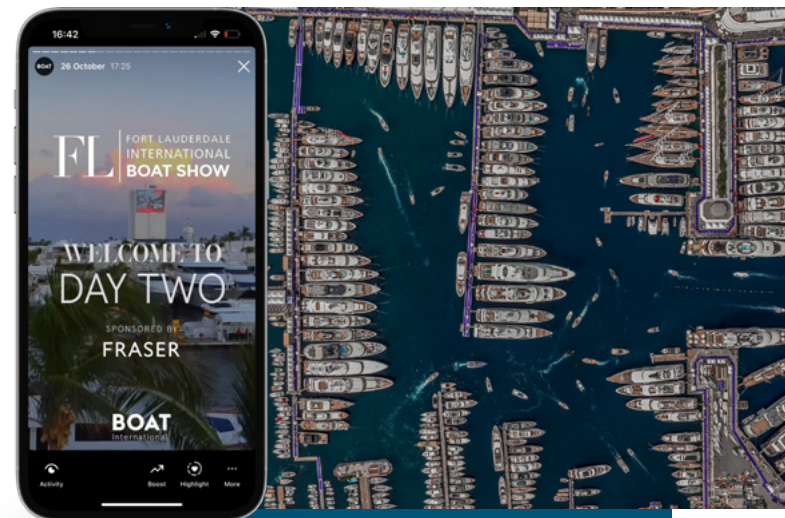 16:42
BOAT
26 October 17:25
FL
FORT LAUDERDALE
INTERNATIONAL
BOAT SHOW
WELCOME TO
DAY TWO
SPONSORED BY
FRASER
BOAT
International
Activity
Boost
Highlight
More